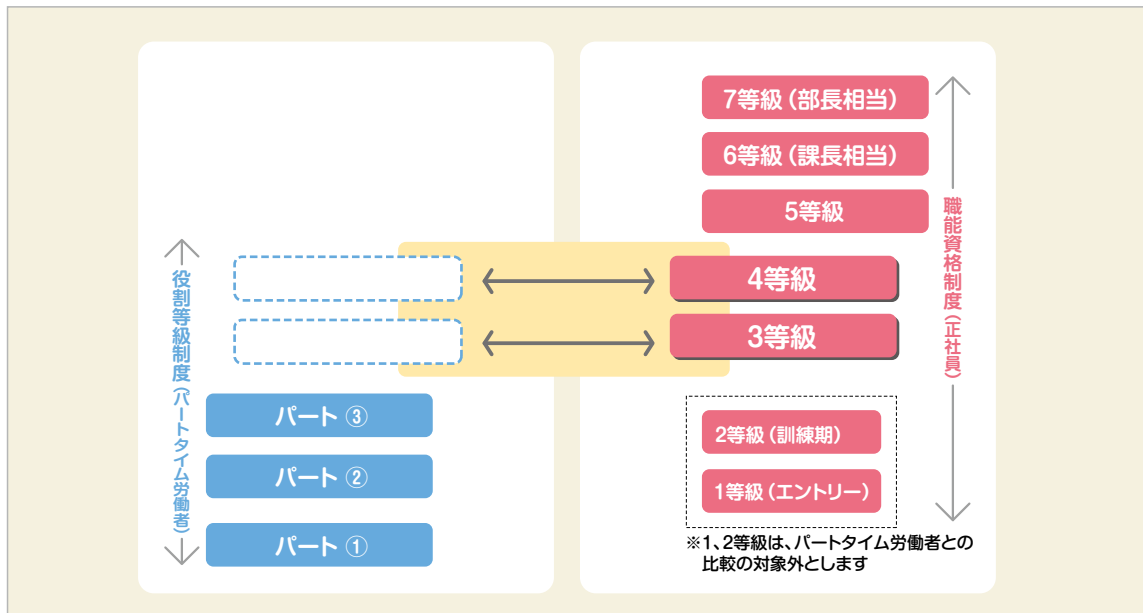 役割等級制度(パートタイム労働者)
パート ③
パート ②
パート ①
7等級(部長相当)
6等級(課長相当)
5等級
4等級
3等級
2等級(訓練期)
1等級(エントリー)
※1、2等級は、パートタイム労働者との
比較の対象外とします
職能資格制度(正社員)